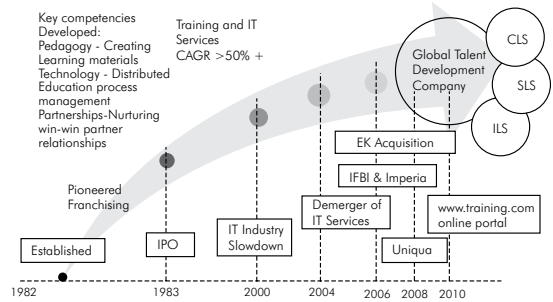 Key competencies
Developed:
Pedagogy - Creating
Learning materials
Technology - Distributed
Education process
management
Partnerships-Nurturing
win-win partner
relationships
Training and IT
Services
CAGR >50% +
Global Talent
Development
Company
CLS
SLS
ILS
Pioneered
Franchising
EK Acquisition
IFBI & Imperia
Demerger of
IT Services
www.training.com
online portal
Established
IPO
IT Industry
Slowdown
Uniqua
1982
1983
2000
2004
2006
2008
2010